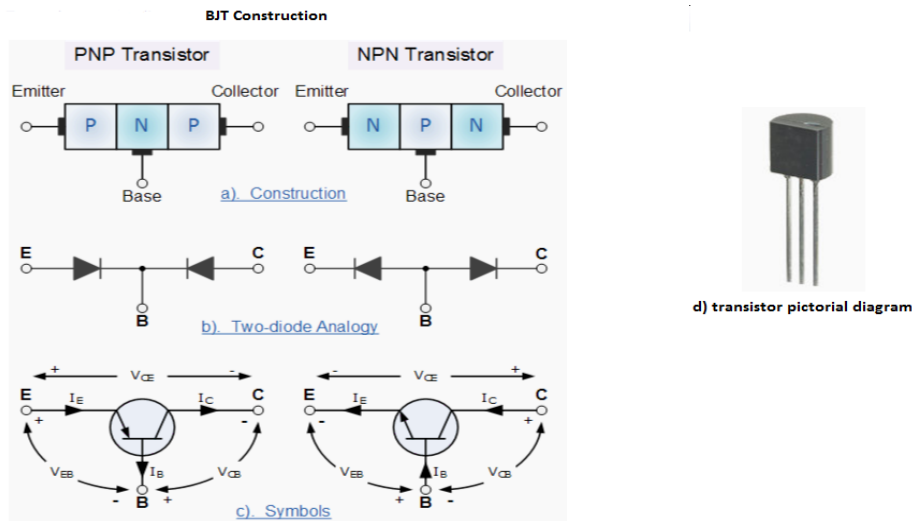 BJT Construction
PNP Transistor
NPN Transistor
Emitter
Collector
Emitter
Collector
P N P
N P N
Base
a). Construction
Base
E
C
E
C
B
b). Two-diode Analogy
B
d) transistor pictorial diagram
+ VCE -
- VCE +
E IE IC C
E IE IC C
+ -
- +
VEB IB VCB
VEB IB VCB
- B +
+ B -
c). Symbols